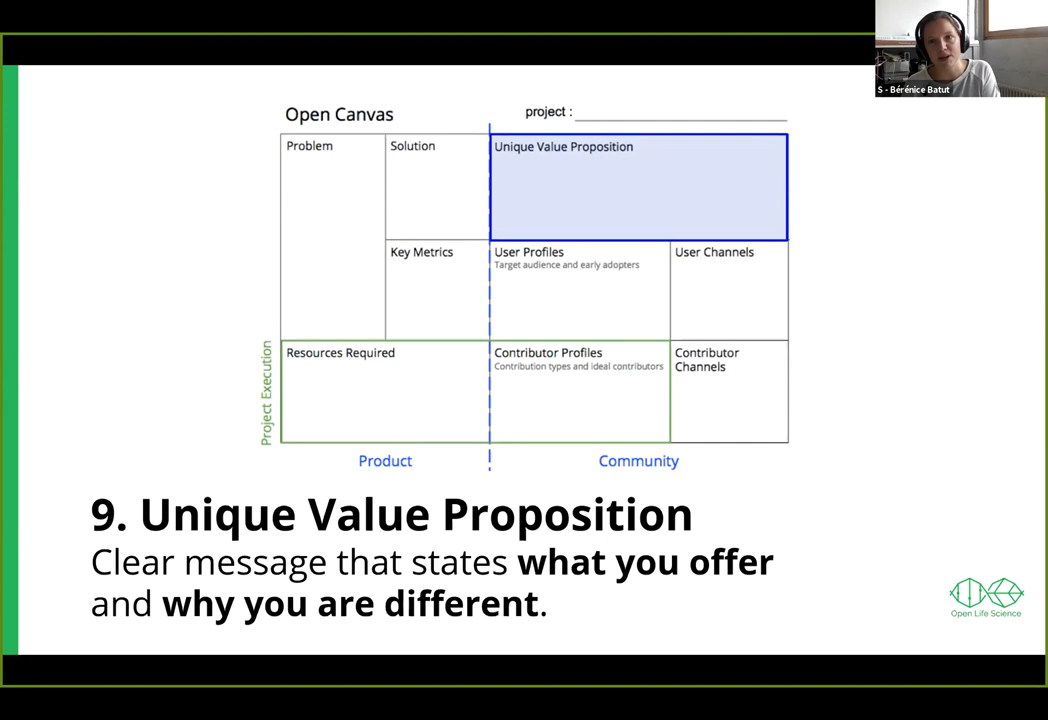 S - Bérénice Batut
Open Canvas
project :
Problem
Solution
Unique Value Proposition
Key Metrics
User Profiles
Target audience and early adopters
User Channels
Project Execution
Resources Required
Contributor Profiles
Contribution types and ideal contributors
Contributor
Channels
Product
Community
9. Unique Value Proposition
Clear message that states what you offer
and why you are different.
Open Life Science